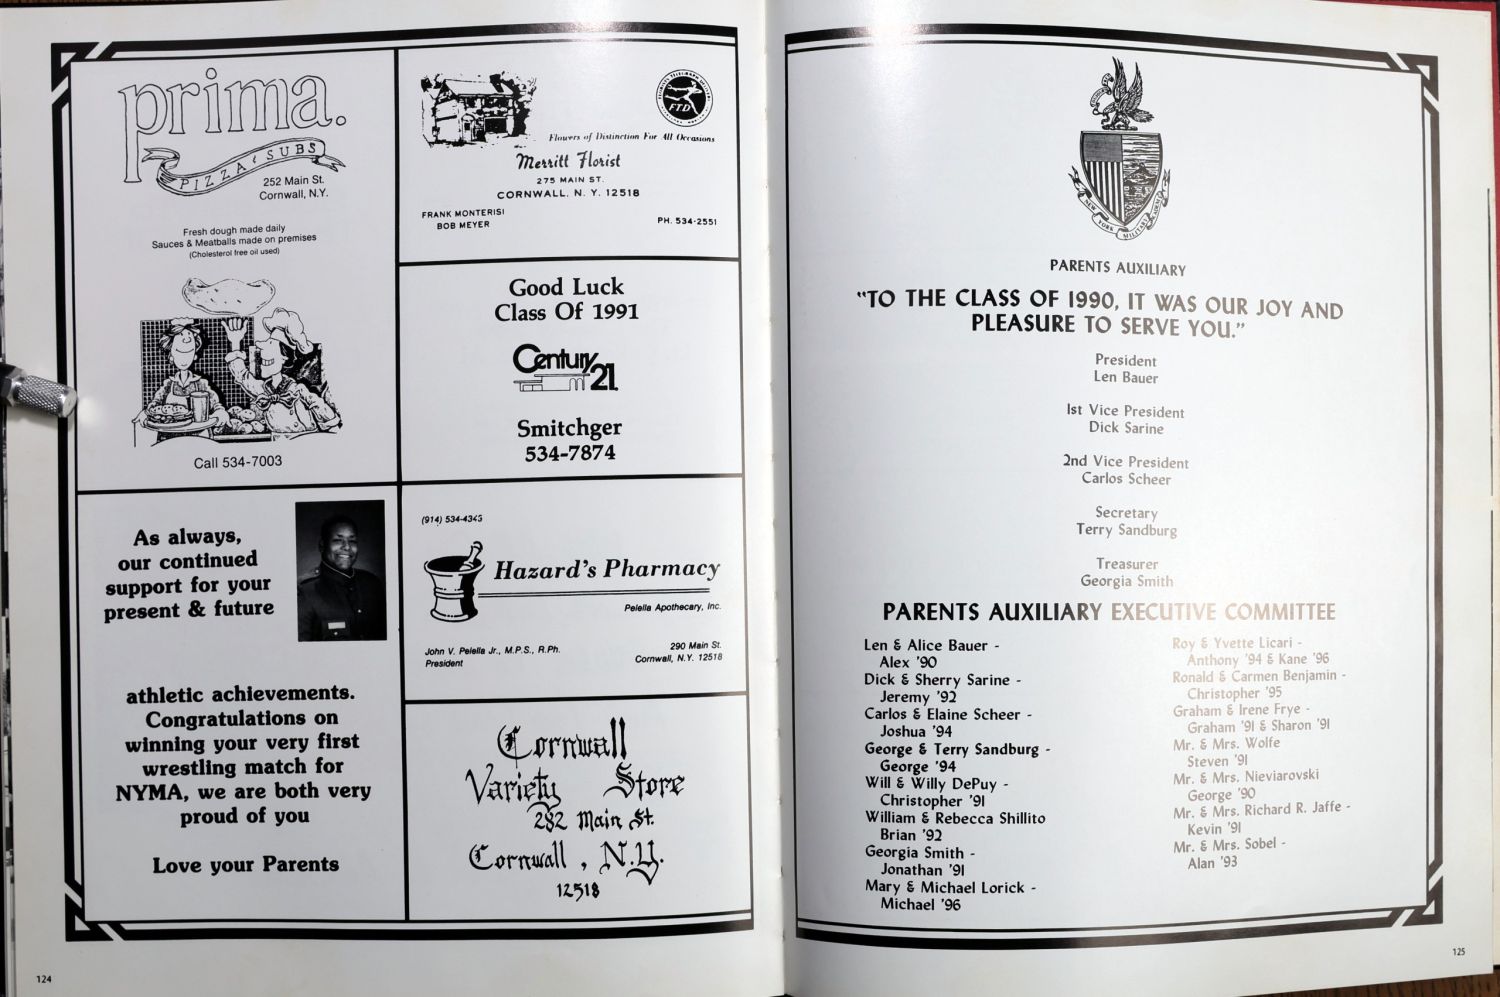 prima.
PIZZA & SUBS
252 Main St.
Cornwall, N.Y.
Fresh dough made daily
Sauces & Meatballs made on premises
(Cholesterol free oil used)
Call 534-7003
As always,
our continued
support for your
present & future
athletic achievements.
Congratulations on
winning your very first
wrestling match for
NYMA, we are both very
proud of you
Love your Parents
124
FTD
Flowers of Distinction For All Occasions
Merritt Florist
275 MAIN ST.
CORNWALL, N. Y. 12518
FRANK MONTERISI
BOB MEYER
PH. 534-2551
Good Luck
Class Of 1991
Century 21
Smitchger
534-7874
(914) 534-4345
Hazard's Pharmacy
Pelella Apothecary, Inc.
John V. Pelella Jr., M.P.S., R.Ph.
President
290 Main St.
Cornwall, N.Y. 12518
Cornwall
Variety Store
282 Main St.
Cornwall, N.Y.
12518
NEW YORK MILITARY ACADEMY
PARENTS AUXILIARY
"TO THE CLASS OF 1990, IT WAS OUR JOY AND
PLEASURE TO SERVE YOU."
President
Len Bauer
1st Vice President
Dick Sarine
2nd Vice President
Carlos Scheer
Secretary
Terry Sandburg
Treasurer
Georgia Smith
PARENTS AUXILIARY EXECUTIVE COMMITTEE
Len & Alice Bauer -
Alex '90
Dick & Sherry Sarine -
Jeremy '92
Carlos & Elaine Scheer -
Joshua '94
George & Terry Sandburg -
George '94
Will & Willy DePuy -
Christopher '91
William & Rebecca Shillito
Brian '92
Georgia Smith -
Jonathan '91
Mary & Michael Lorick -
Michael '96
Roy & Yvette Licari -
Anthony '94 & Kane '96
Ronald & Carmen Benjamin -
Christopher '95
Graham & Irene Frye -
Graham '91 & Sharon '91
Mr. & Mrs. Wolfe
Steven '91
Mr. & Mrs. Nieviarovski
George '90
Mr. & Mrs. Richard R. Jaffe -
Kevin '91
Mr. & Mrs. Sobel -
Alan '93
125